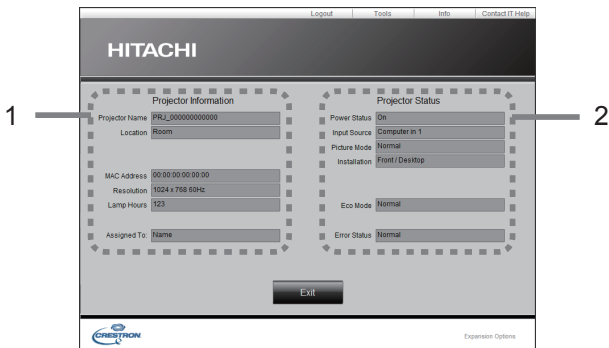 Logout Tools Info Contact IT Help
HITACHI
1
Projector Information
Projector Name PRJ_000000000000
Location Room
MAC Address 00:00:00:00:00:00
Resolution 1024 x 768 60Hz
Lamp Hours 123
Assigned To: Name
Projector Status
Power Status On
Input Source Computer in 1
Picture Mode Normal
Installation Front / Desktop
Eco Mode Normal
Error Status Normal
2
Exit
CRESTRON
Expansion Options